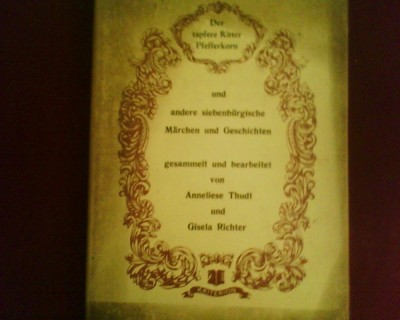 Der
tapfere Ritter
Pfefferkorn
und
andere siebenbürgische
Märchen und Geschichten
gesammelt und bearbeitet
von
Anneliese Thudt
und
Gisela Richter
KRITERION